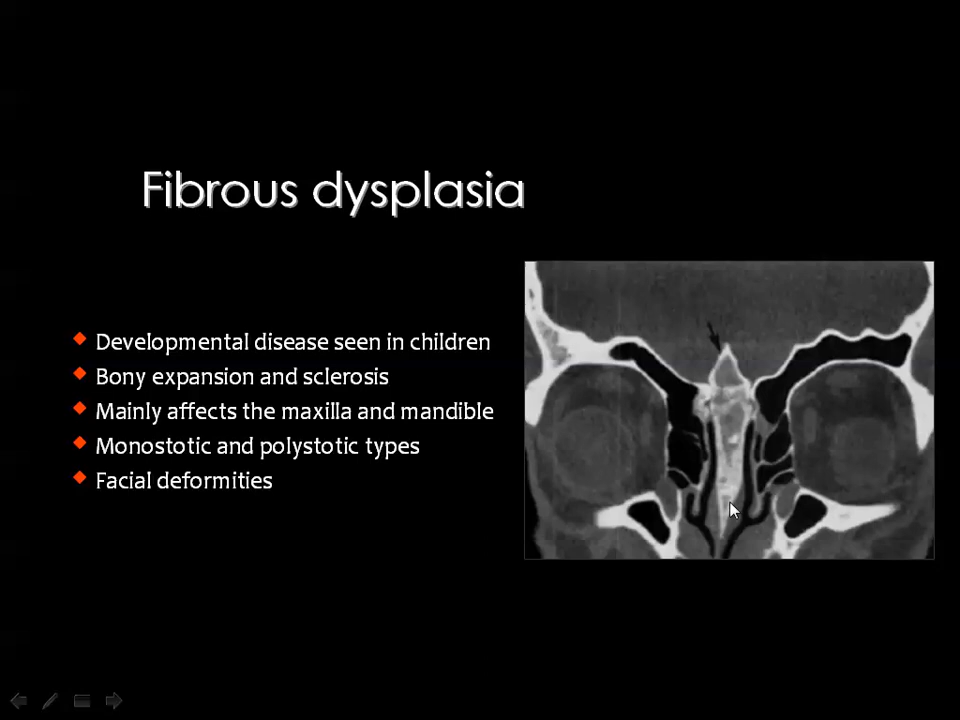 Fibrous dysplasia
Developmental disease seen in children
Bony expansion and sclerosis
Mainly affects the maxilla and mandible
Monostotic and polystotic types
Facial deformities